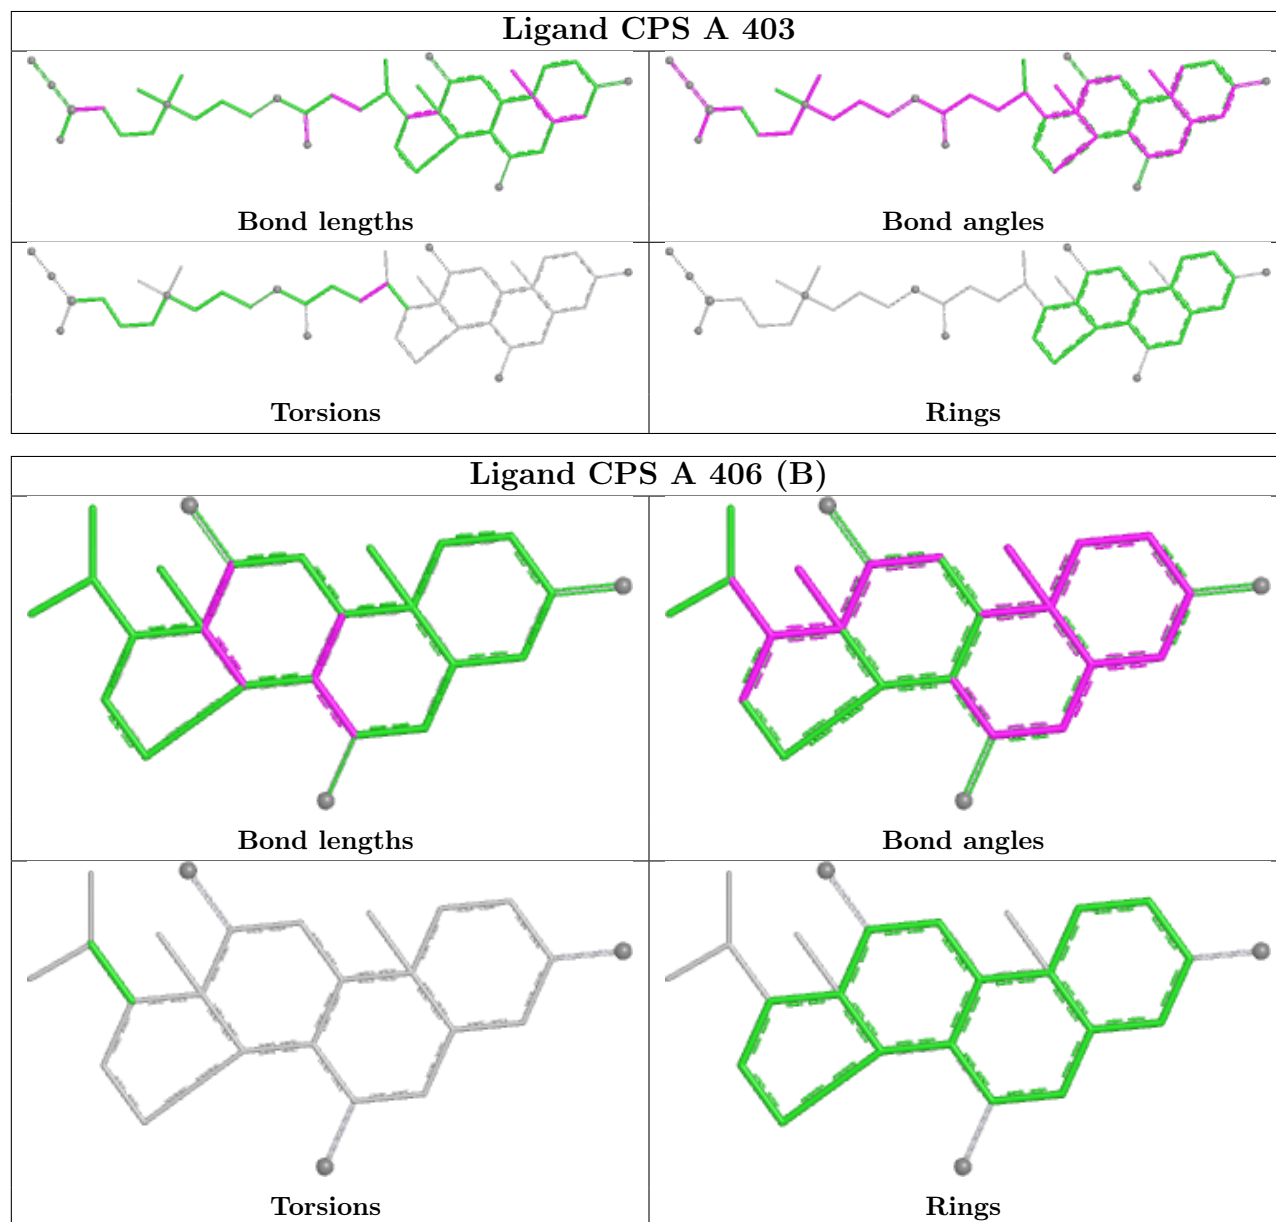 Ligand CPS A 403
Bond lengths
Bond angles
Torsions
Rings
Ligand CPS A 406 (B)
Bond lengths
Bond angles
Torsions
Rings